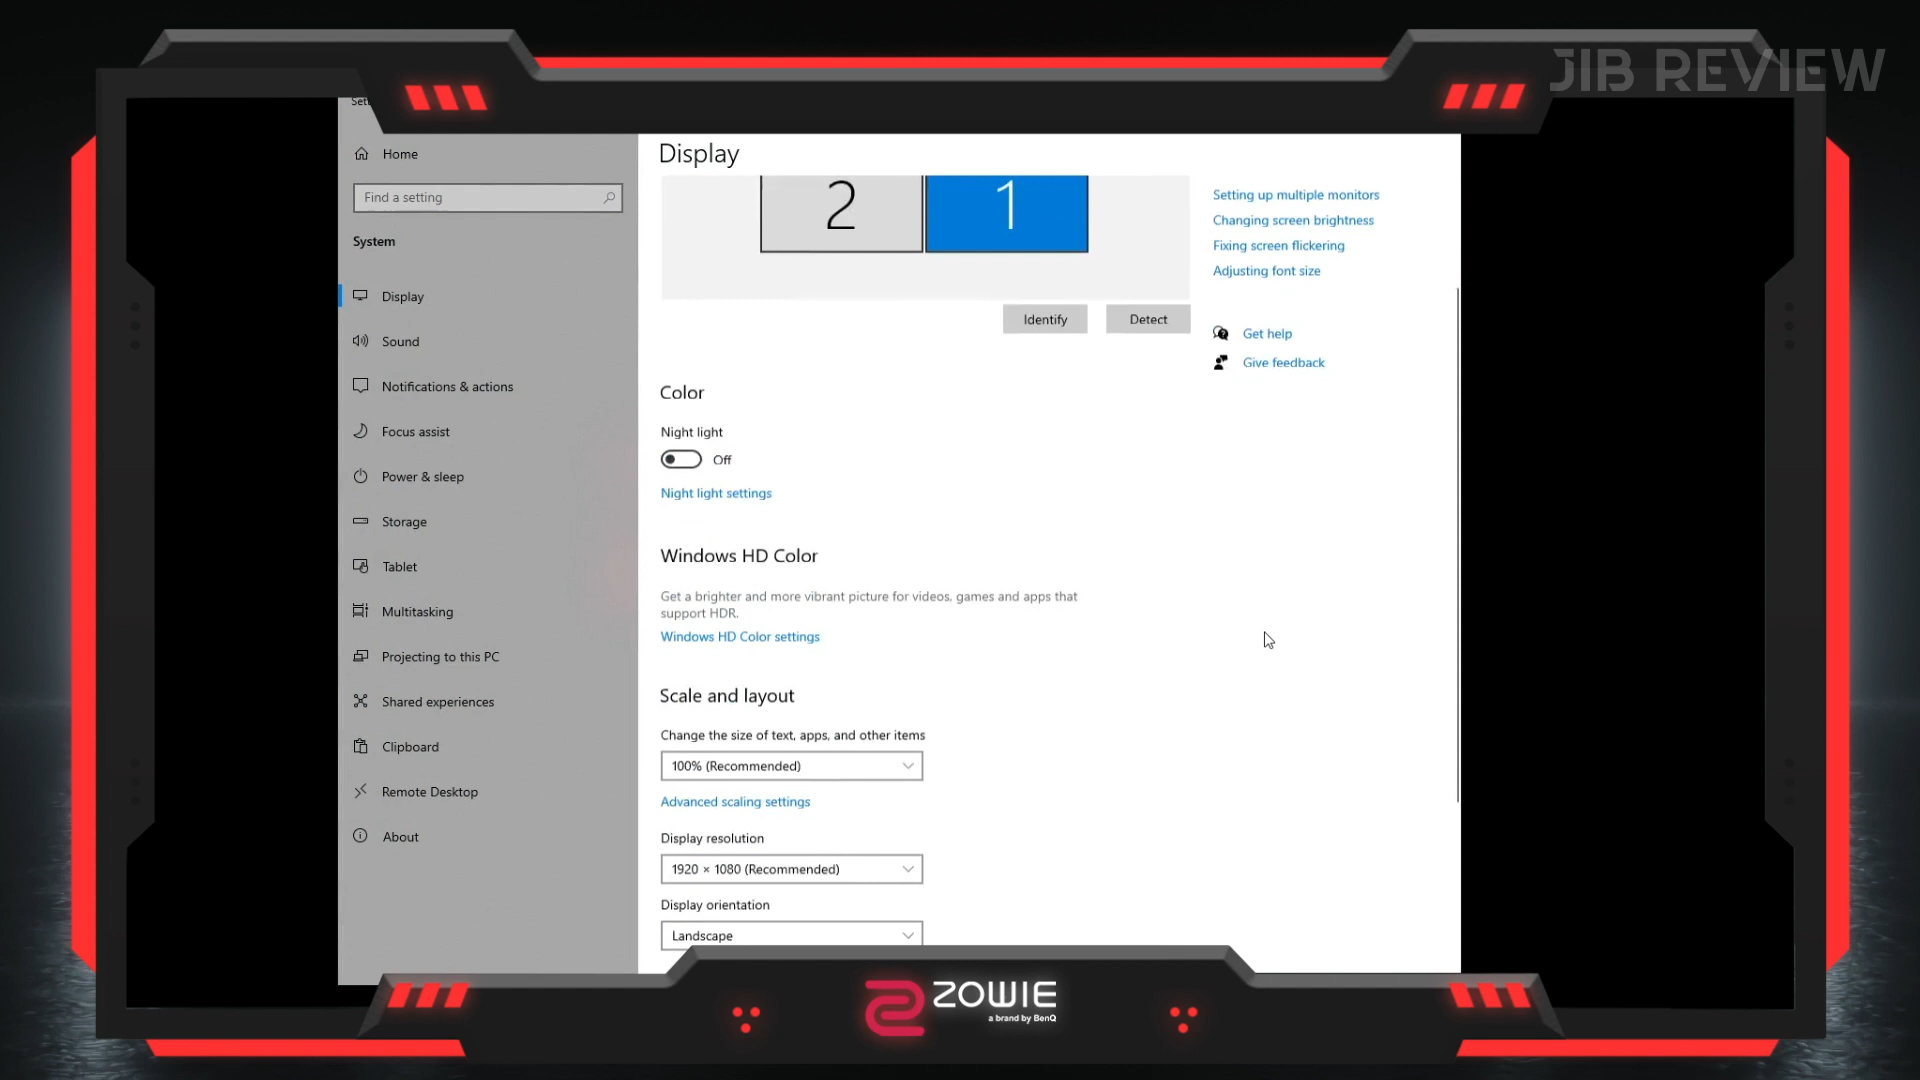 JIB REVIEW
Home
Find a setting
System
Display
Sound
Notifications & actions
Focus assist
Power & sleep
Storage
Tablet
Multitasking
Projecting to this PC
Shared experiences
Clipboard
Remote Desktop
About
Display
2
1
Identify
Detect
Color
Night light
Off
Night light settings
Windows HD Color
Get a brighter and more vibrant picture for videos, games and apps that
support HDR.
Windows HD Color settings
Scale and layout
Change the size of text, apps, and other items
100% (Recommended)
Advanced scaling settings
Display resolution
1920 × 1080 (Recommended)
Display orientation
Landscape
Setting up multiple monitors
Changing screen brightness
Fixing screen flickering
Adjusting font size
Get help
Give feedback
ZOWIE
a brand by BenQ